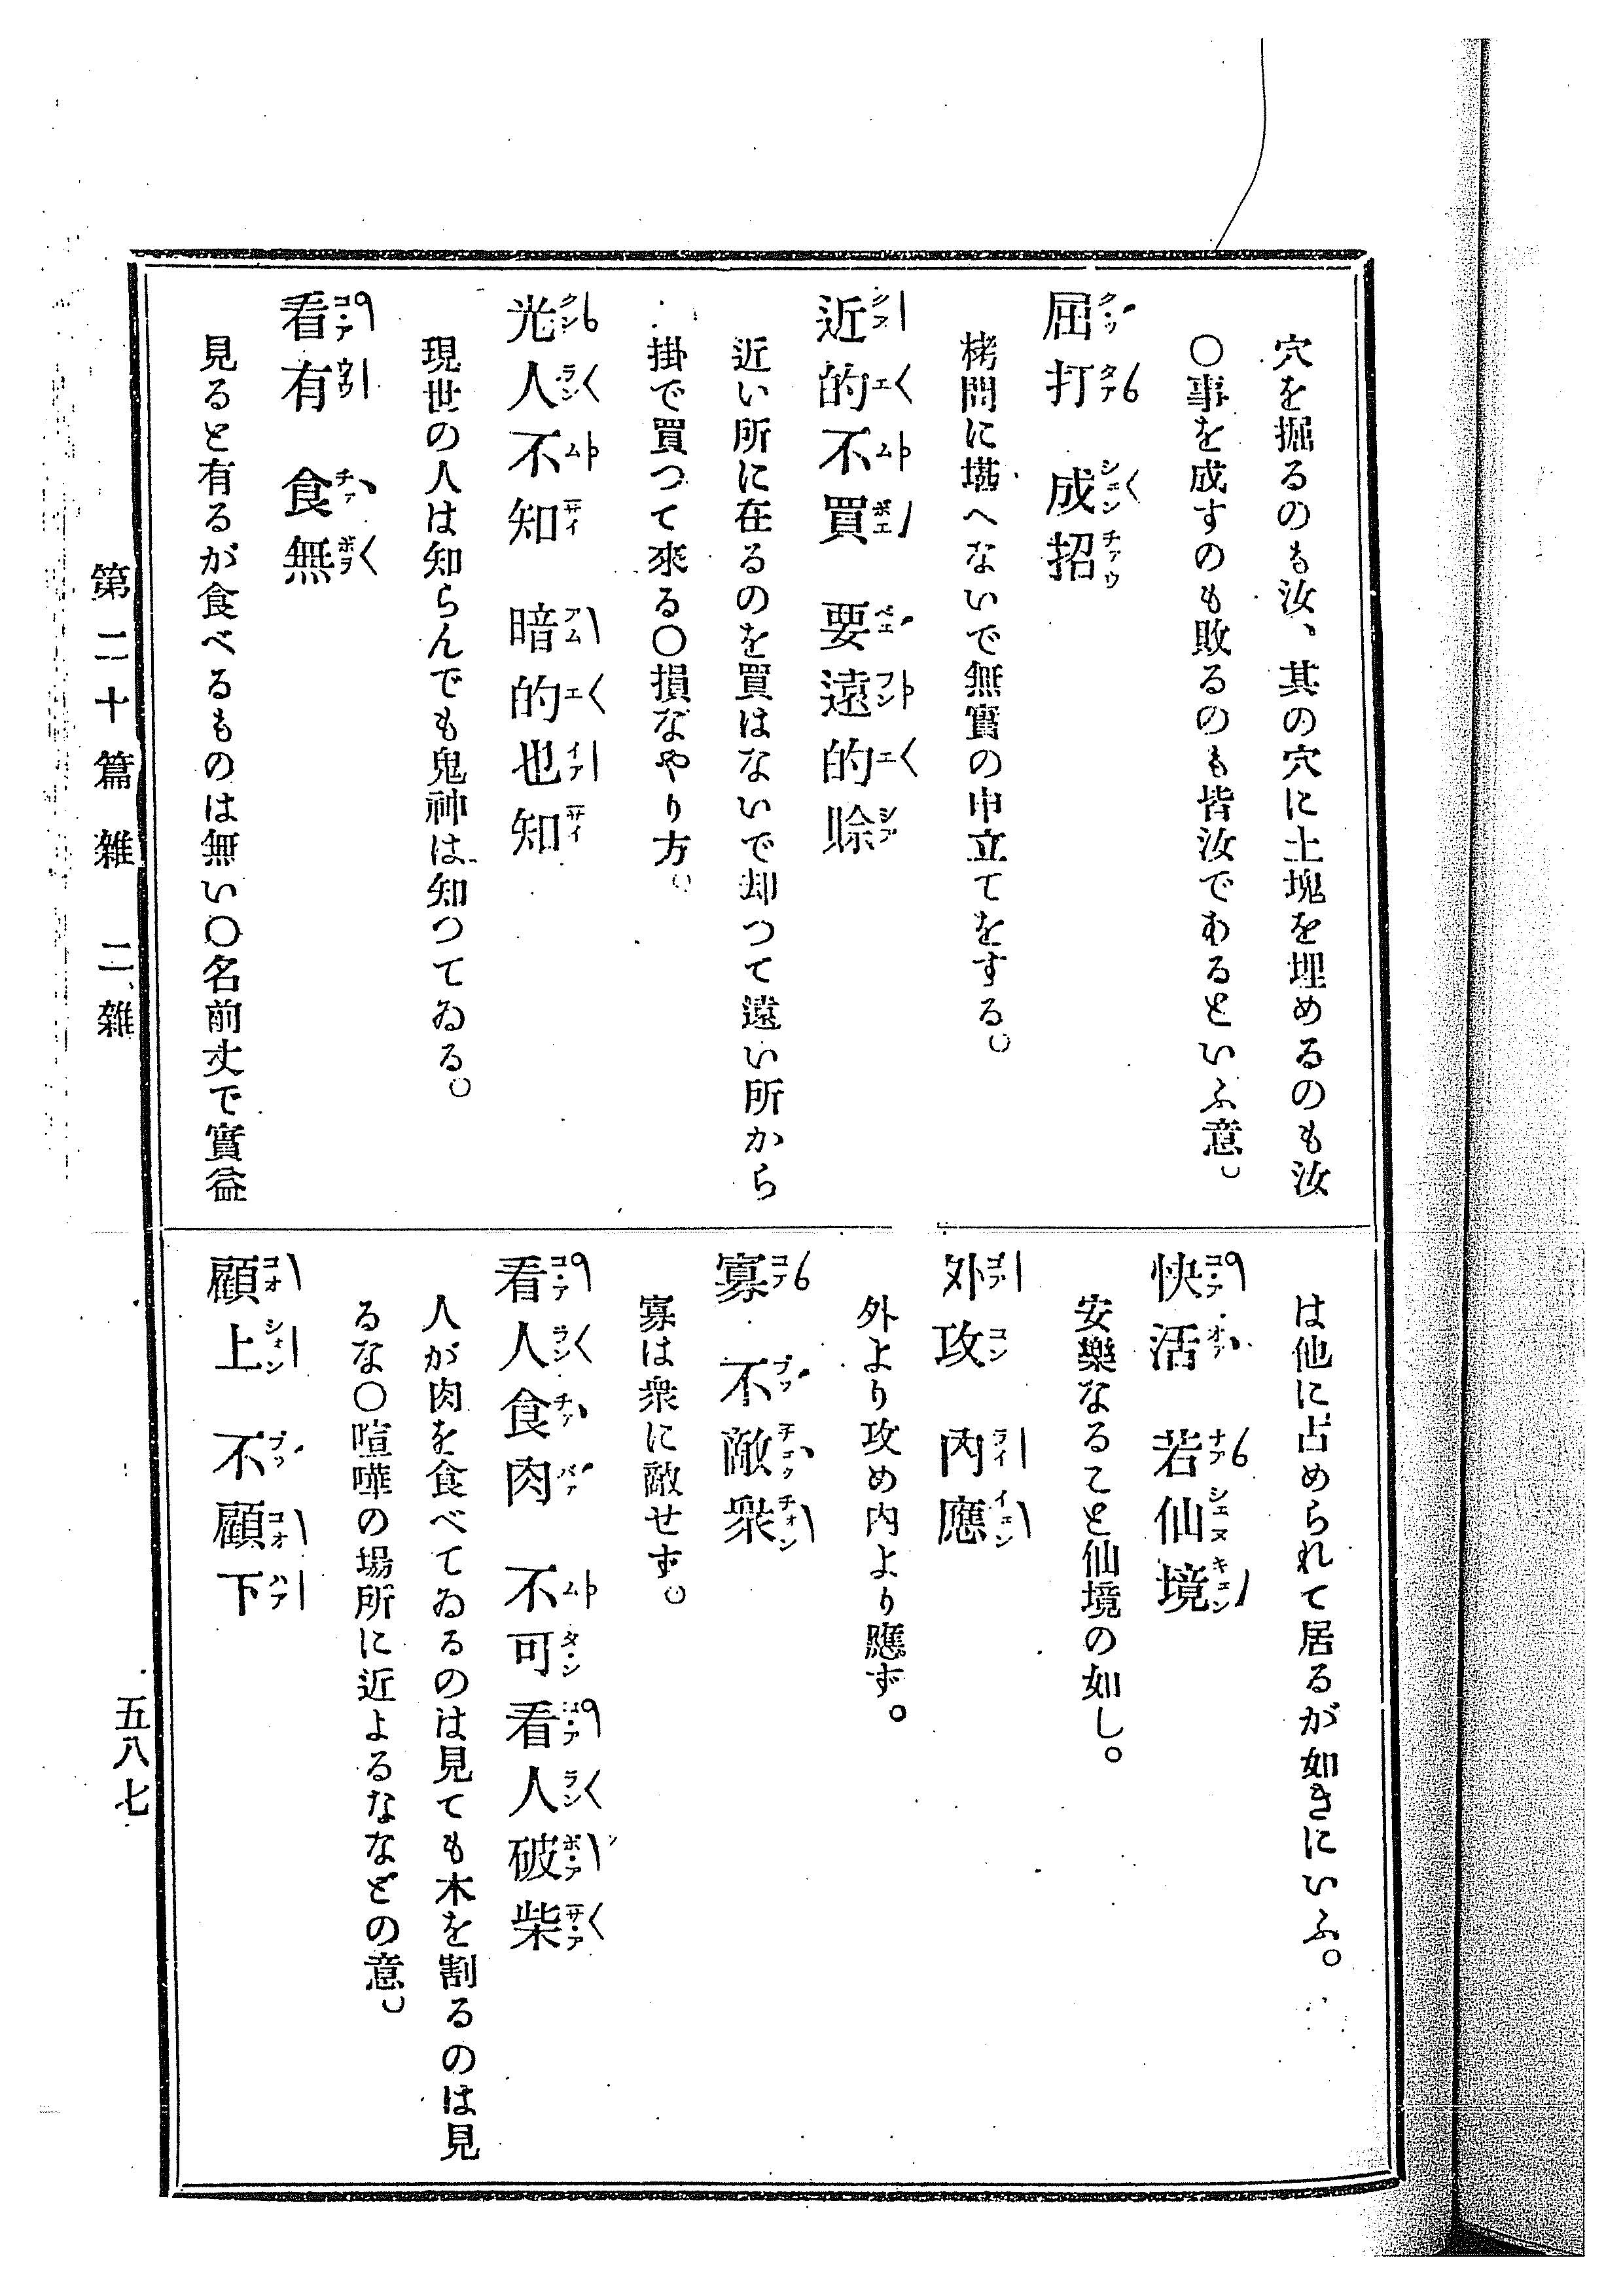 穴を掘るのも汝、其の穴に土塊を埋めるのも汝
〇事を成すのも敗るのも皆汝であるといふ意。
屈打 成招
栲問に堪へないで無實の申立てをする。
近的不買 要遠的賒
近い所に在るのを買はないで却つて遠い所から
掛で買つて來る〇損なやり方。
光人不知 暗的也知
現世の人は知らんでも鬼神は知つてゐる。
看有 食無
見ると有るが食べるものは無い〇名前丈で實益
は他に占められて居るが如きにいふ。
快活 若仙境
安樂なること仙境の如し。
外攻 內應
外より攻め内より應ず。
寡 不敵衆
寡は衆に敵せず。
看人食肉 不可看人破柴
人が肉を食べてゐるのは見ても木を割るのは見
るな〇喧嘩の場所に近よるななどの意。
顧上 不顧下
第二十篇 雜 二、雜
五八七